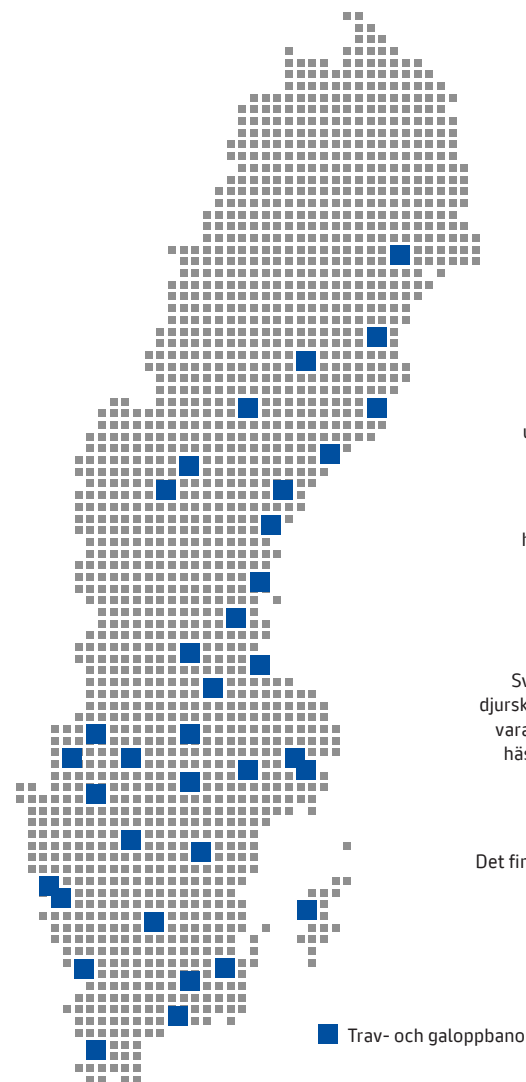 u
h
Sv
djursk
vara
häs
Det fin
Trav- och galoppbano